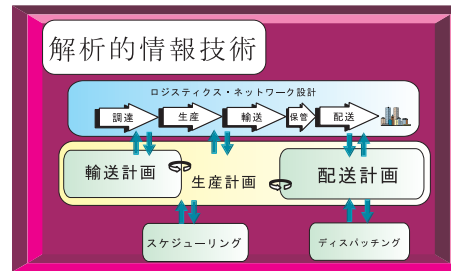 解析的情報技術
ロジスティクス・ネットワーク設計
調達 生産 輸送 保管 配送
輸送計画 生産計画 配送計画
スケジューリング ディスパッチング